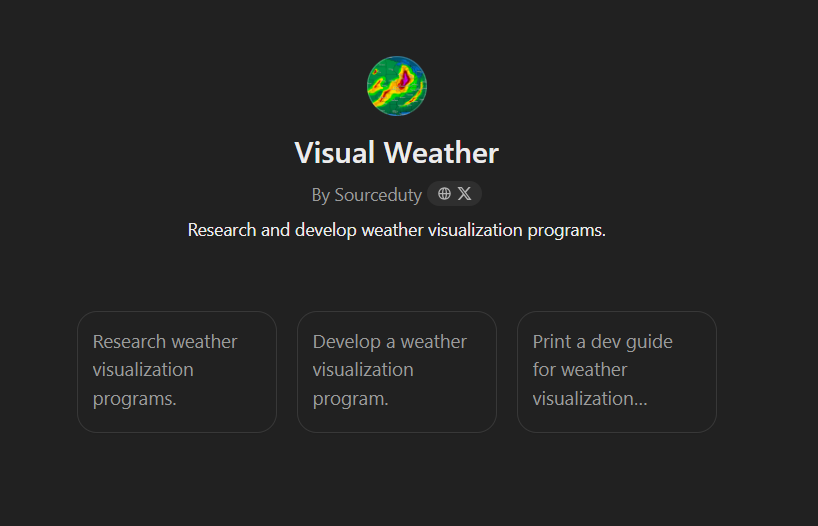 Visual Weather
By Sourceduty
Research and develop weather visualization programs.
Research weather
visualization
programs.
Develop a weather
visualization
program.
Print a dev guide
for weather
visualization...